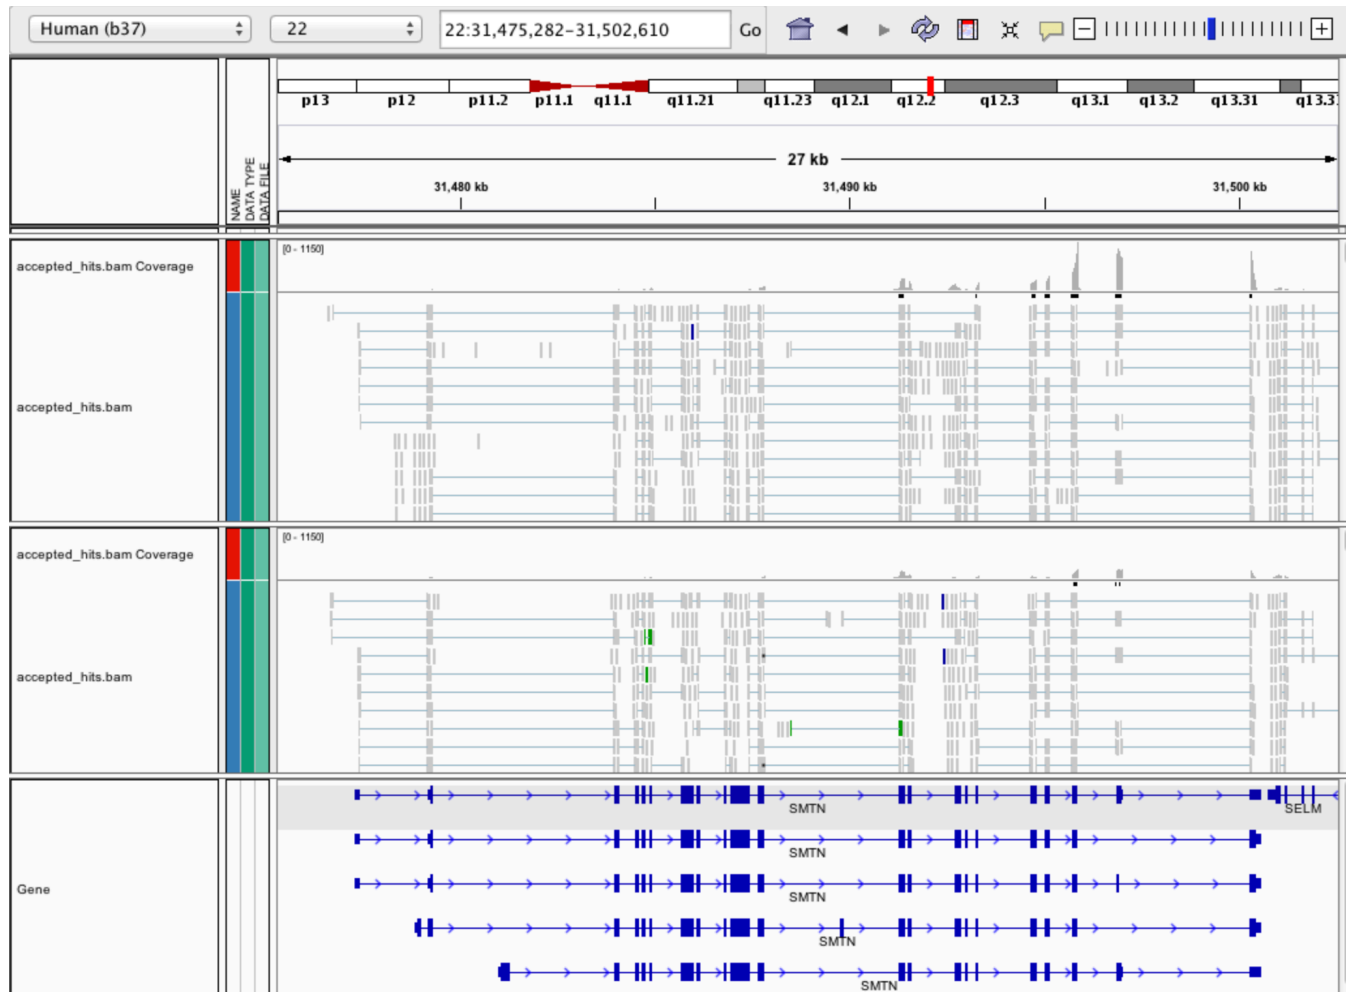 Human (b37) 22 22:31,475,282-31,502,610 Go
p13 p12 p11.2 p11.1 q11.1 q11.21 q11.23 q12.1 q12.2 q12.3 q13.1 q13.2 q13.31 q13.3
27 kb
31,480 kb 31,490 kb 31,500 kb
NAME
DATA TYPE
DATA FILE
[0 - 1150]
accepted_hits.bam Coverage
accepted_hits.bam
[0 - 1150]
accepted_hits.bam Coverage
accepted_hits.bam
SMTN SELM
SMTN
Gene
SMTN
SMTN
SMTN